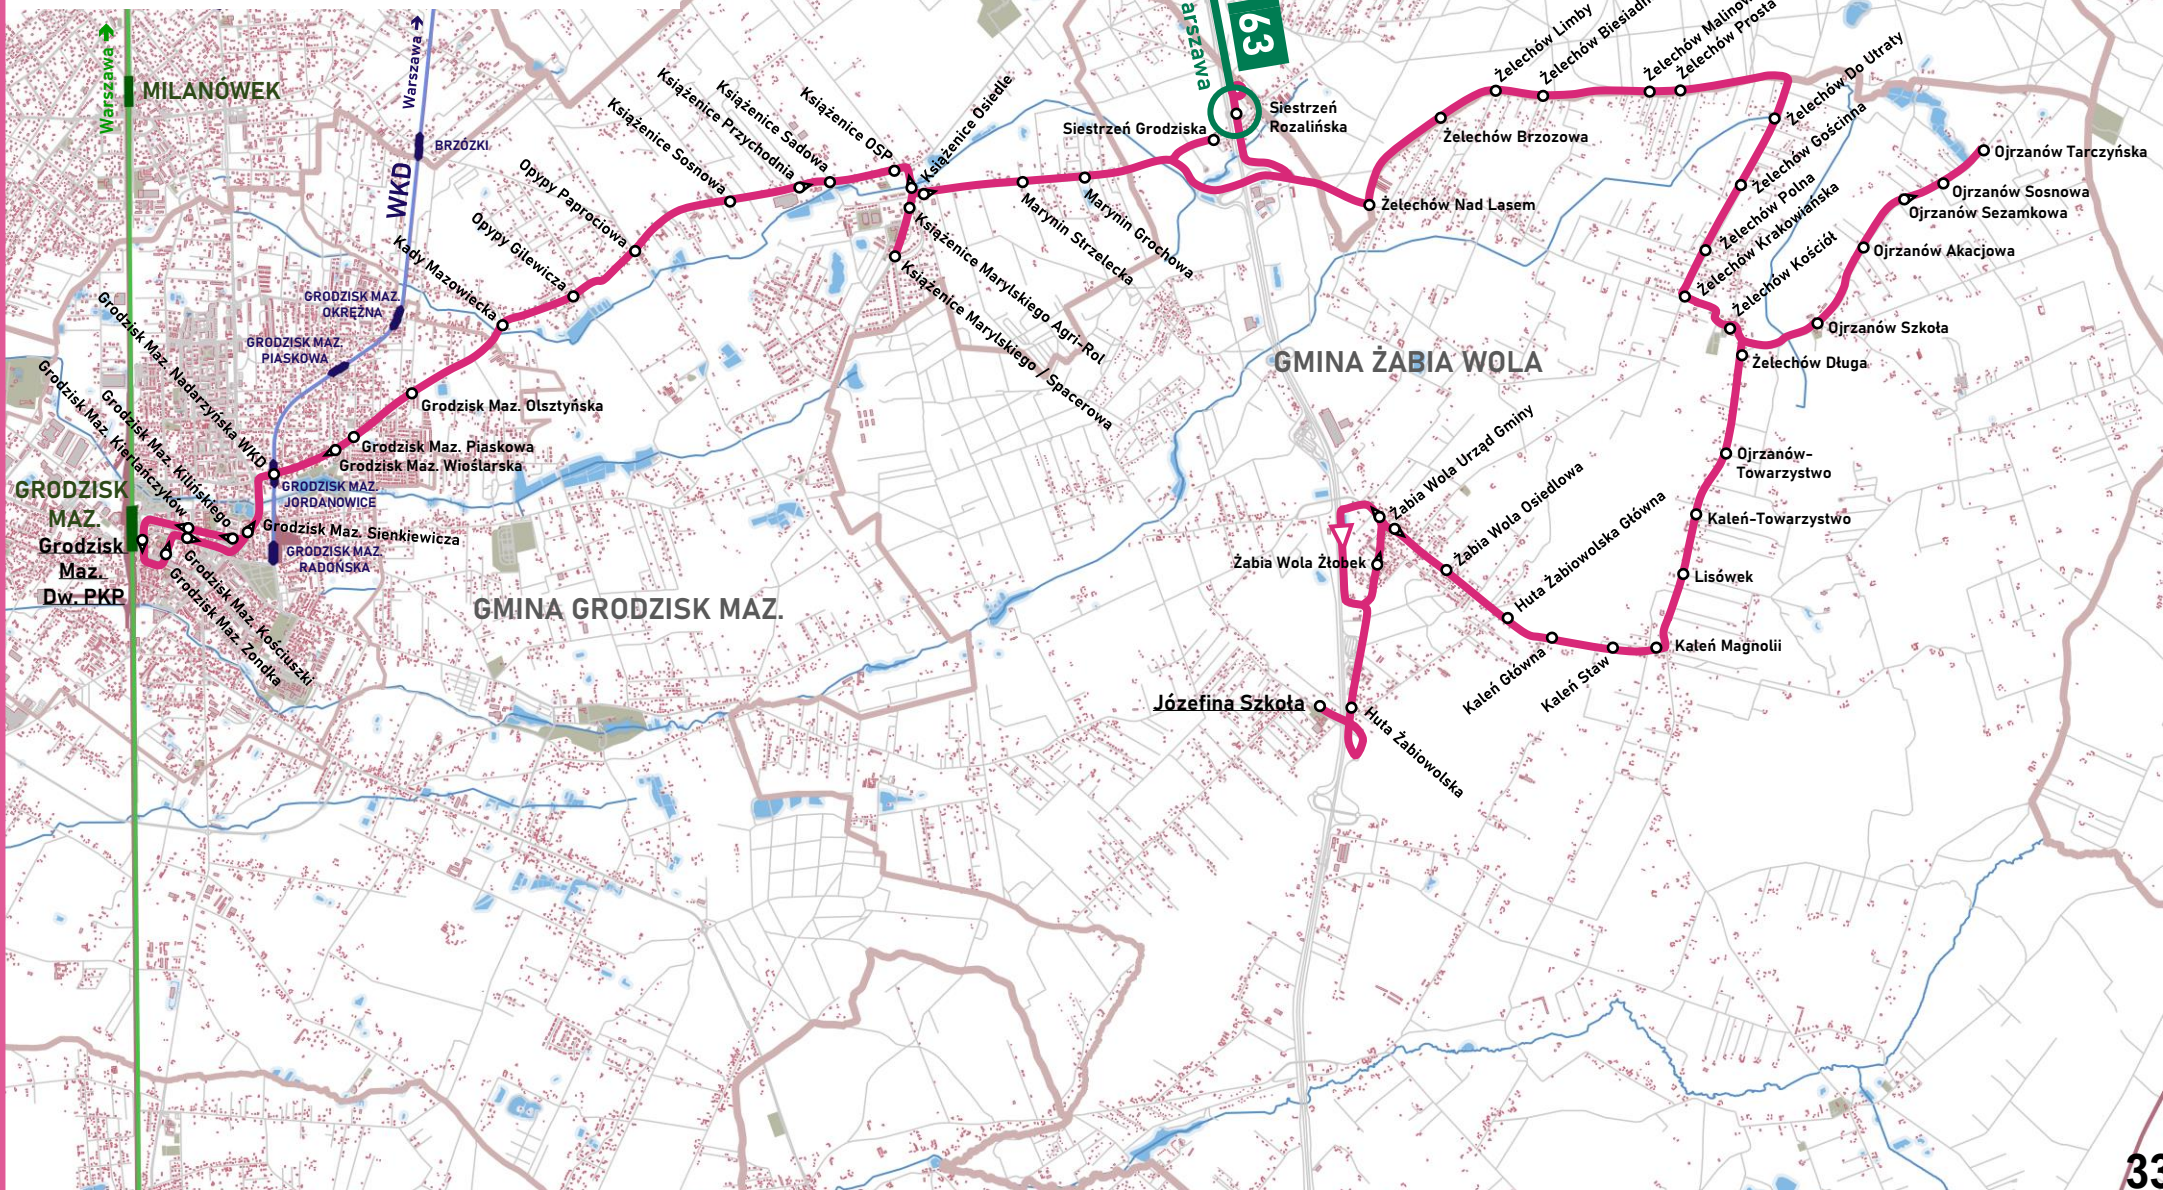 Warszawa →
MILANÓWEK
Warszawa →
WKD
BRZÓZKI
63
Siestrzeń
Rozalińska
Siestrzeń Grodziska
Żelechów Limby
Żelechów Prosta
Żelechów Do Utraty
Żelechów Gościnna
Żelechów Polna
Żelechów Krakowiańska
Żelechów Kościół
Żelechów Brzozowa
Żelechów Nad Lasem
Ojrzanów Tarczyńska
Ojrzanów Sosnowa
Ojrzanów Sezamkowa
Ojrzanów Akacjowa
Ojrzanów Szkoła
Żelechów Długa
Książenice Osiedle
Książenice OSP
Książenice Sadowa
Książenice Przychodnia
Książenice Sosnowa
Marynin Grochowa
Marynin Strzelecka
Książenice Marylskiego Agri-Rol
Książenice Marylskiego / Spacerowa
Opypy Paprociowa
Opypy Gilewicza
Kady Mazowiecka
GRODZISK MAZ.
OKRĘŻNA
GRODZISK MAZ.
PIASKOWA
GMINA ŻABIA WOLA
Grodzisk Maz. Olsztyńska
Grodzisk Maz. Piaskowa
Grodzisk Maz. Wioślarska
Grodzisk Maz. Nadarzyńska WKD
Grodzisk Maz. Kilińskiego
Grodzisk Maz. Kierlańczyków
GRODZISK MAZ.
JORDANOWICE
GRODZISK
MAZ.
Grodzisk
Maz.
Dw. PKP
Grodzisk Maz. Sienkiewicza
GRODZISK MAZ.
RADOŃSKA
Grodzisk Maz. Kościuszki
Grodzisk Maz. Zondka
GMINA GRODZISK MAZ.
Ojrzanów-
Towarzystwo
Kaleń-Towarzystwo
Lisówek
Kaleń Magnolii
Żabia Wola Urząd Gminy
Żabia Wola Osiedlowa
Huta Żabiowolska Główna
Żabia Wola Żłobek
Kaleń Główna
Kaleń Staw
Józefina Szkoła
Huta Żabiowolska